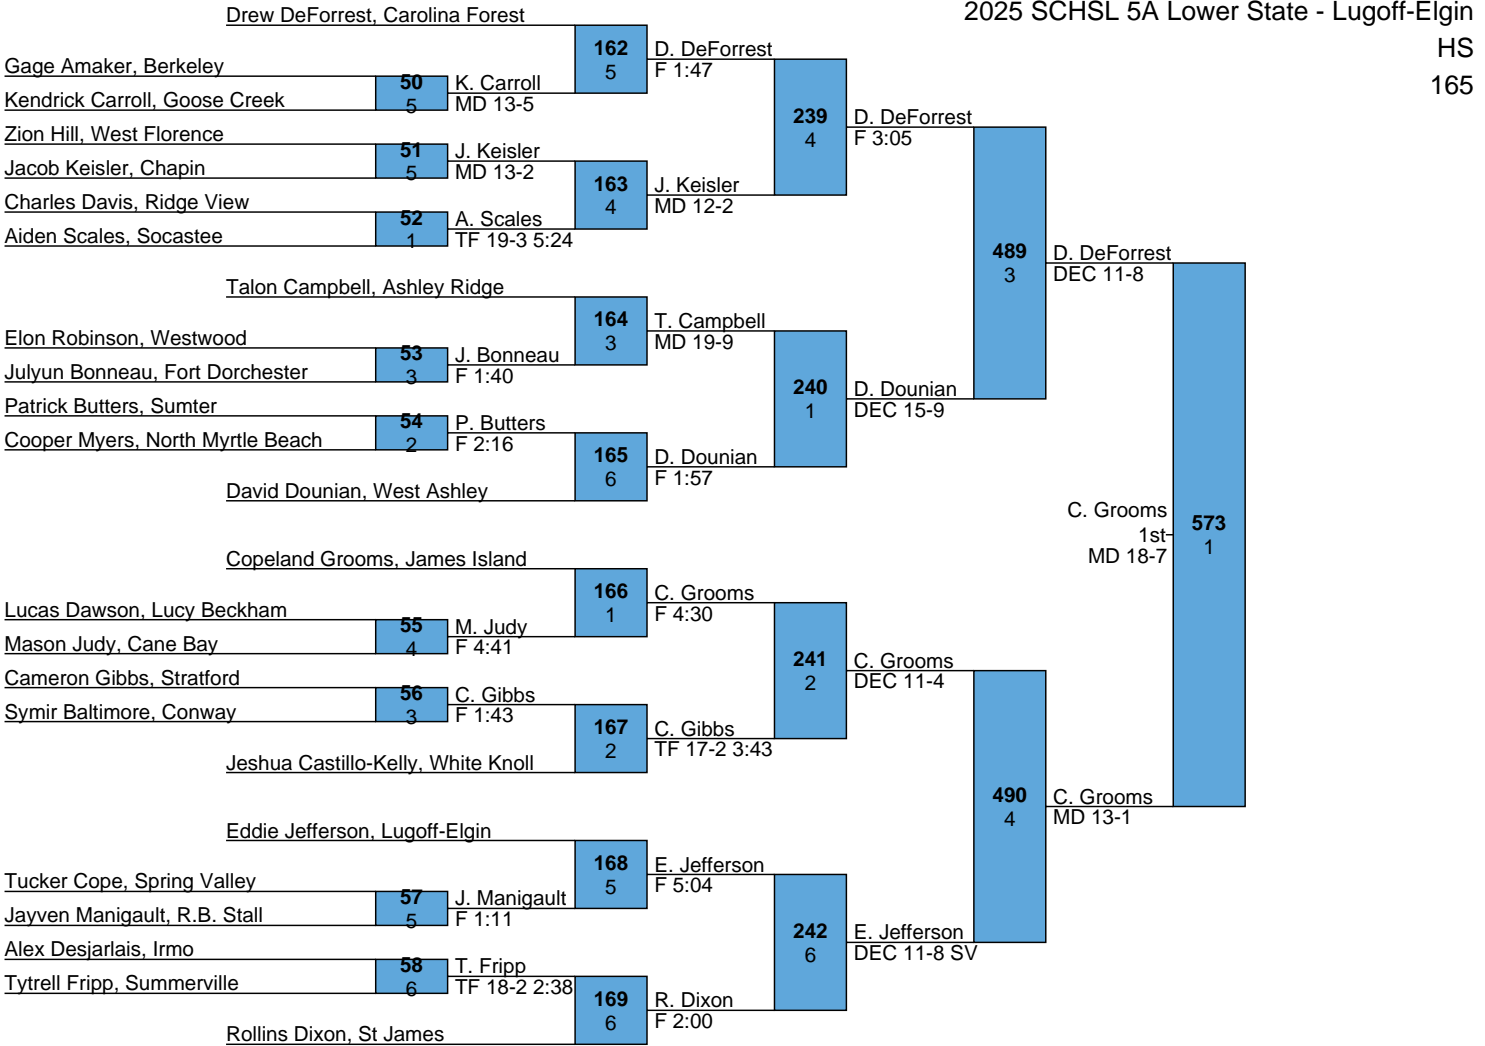 2025 SCHSL 5A Lower State - Lugoff-Elgin
HS
165
Drew DeForrest, Carolina Forest
162
5
D. DeForrest
F 1:47
Gage Amaker, Berkeley
Kendrick Carroll, Goose Creek
50
5
K. Carroll
MD 13-5
239
4
D. DeForrest
F 3:05
Zion Hill, West Florence
Jacob Keisler, Chapin
51
5
J. Keisler
MD 13-2
163
4
J. Keisler
MD 12-2
Charles Davis, Ridge View
Aiden Scales, Socastee
52
1
A. Scales
TF 19-3 5:24
489
3
D. DeForrest
DEC 11-8
Talon Campbell, Ashley Ridge
164
3
T. Campbell
MD 19-9
Elon Robinson, Westwood
Julyun Bonneau, Fort Dorchester
53
3
J. Bonneau
F 1:40
240
1
D. Dounian
DEC 15-9
Patrick Butters, Sumter
Cooper Myers, North Myrtle Beach
54
2
P. Butters
F 2:16
165
6
D. Dounian
F 1:57
David Dounian, West Ashley
C. Grooms
1st
MD 18-7
573
1
Copeland Grooms, James Island
166
1
C. Grooms
F 4:30
Lucas Dawson, Lucy Beckham
Mason Judy, Cane Bay
55
4
M. Judy
F 4:41
241
2
C. Grooms
DEC 11-4
Cameron Gibbs, Stratford
Symir Baltimore, Conway
56
3
C. Gibbs
F 1:43
167
2
C. Gibbs
TF 17-2 3:43
Jeshua Castillo-Kelly, White Knoll
490
4
C. Grooms
MD 13-1
Eddie Jefferson, Lugoff-Elgin
168
5
E. Jefferson
F 5:04
Tucker Cope, Spring Valley
Jayven Manigault, R.B. Stall
57
5
J. Manigault
F 1:11
242
6
E. Jefferson
DEC 11-8 SV
Alex Desjarlais, Irmo
Tytrell Fripp, Summerville
58
6
T. Fripp
TF 18-2 2:38
169
6
R. Dixon
F 2:00
Rollins Dixon, St James